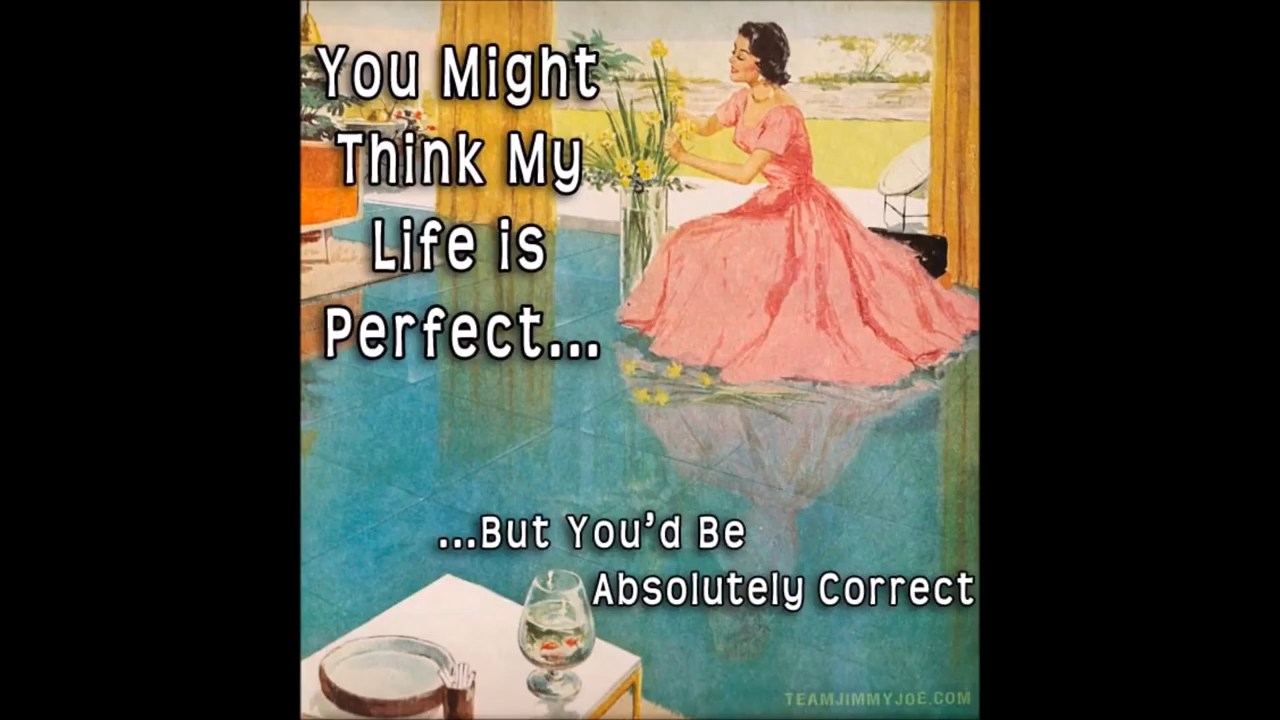 You Might
Think My
Life is
Perfect...
...But You'd Be
Absolutely Correct
TEAMJIMMYJOE.COM